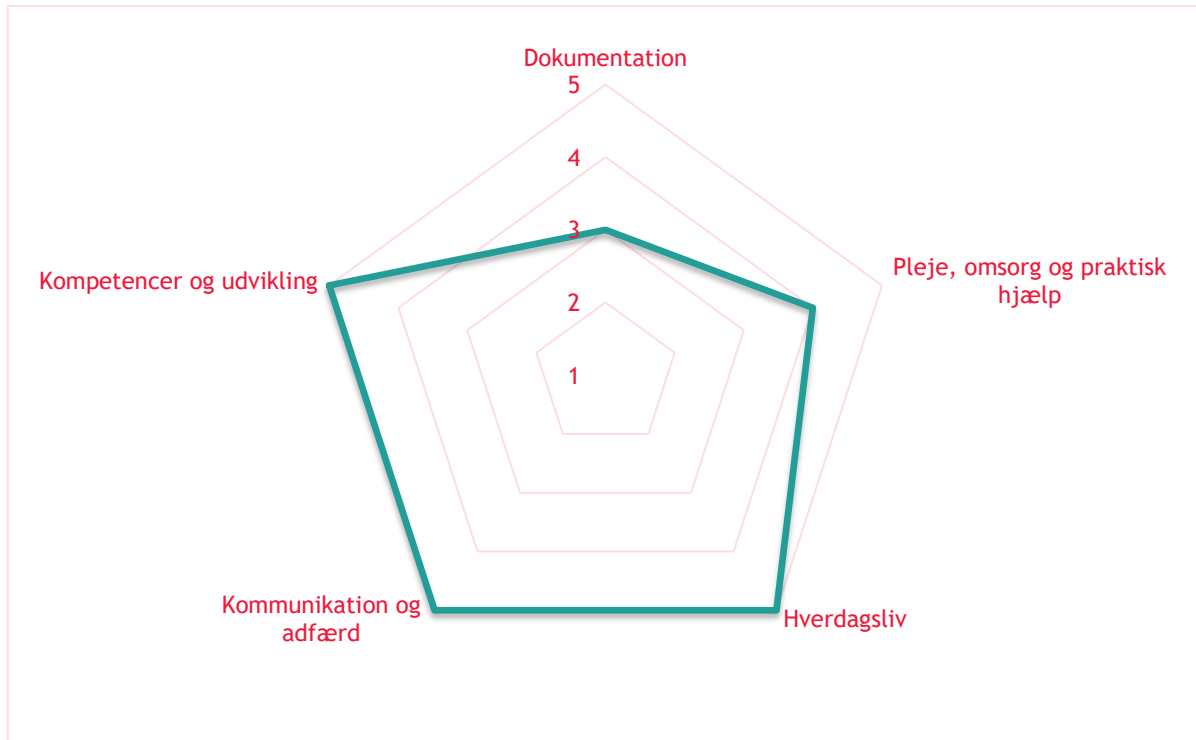 Dokumentation
5
4
3
2
1
Pleje, omsorg og praktisk
hjælp
Hverdagsliv
Kommunikation og
adfærd
Kompetencer og udvikling